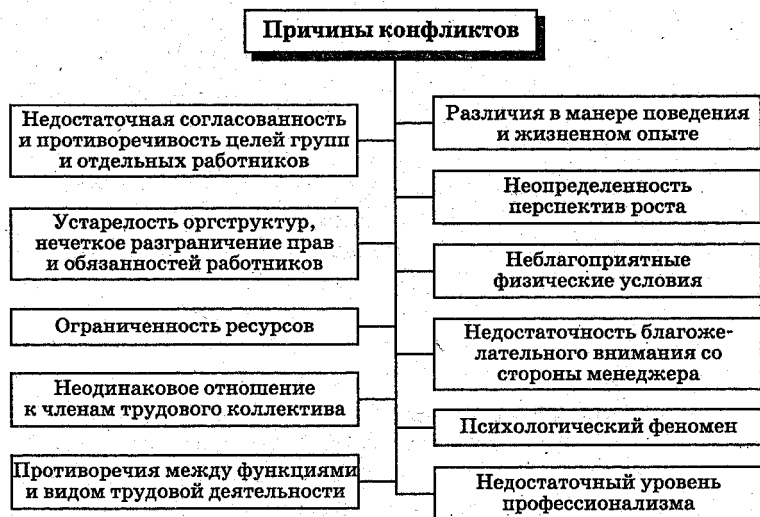 Причины конфликтов
Недостаточная согласованность
и противоречивость целей групп
и отдельных работников
Устарелость оргструктур,
нечеткое разграничение прав
и обязанностей работников
Ограниченность ресурсов
Неодинаковое отношение
к членам трудового коллектива
Противоречия между функциями
и видом трудовой деятельности
Различия в манере поведения
и жизненном опыте
Неопределенность
перспектив роста
Неблагоприятные
физические условия
Недостаточность благоже-
лательного внимания со
стороны менеджера
Психологический феномен
Недостаточный уровень
профессионализма